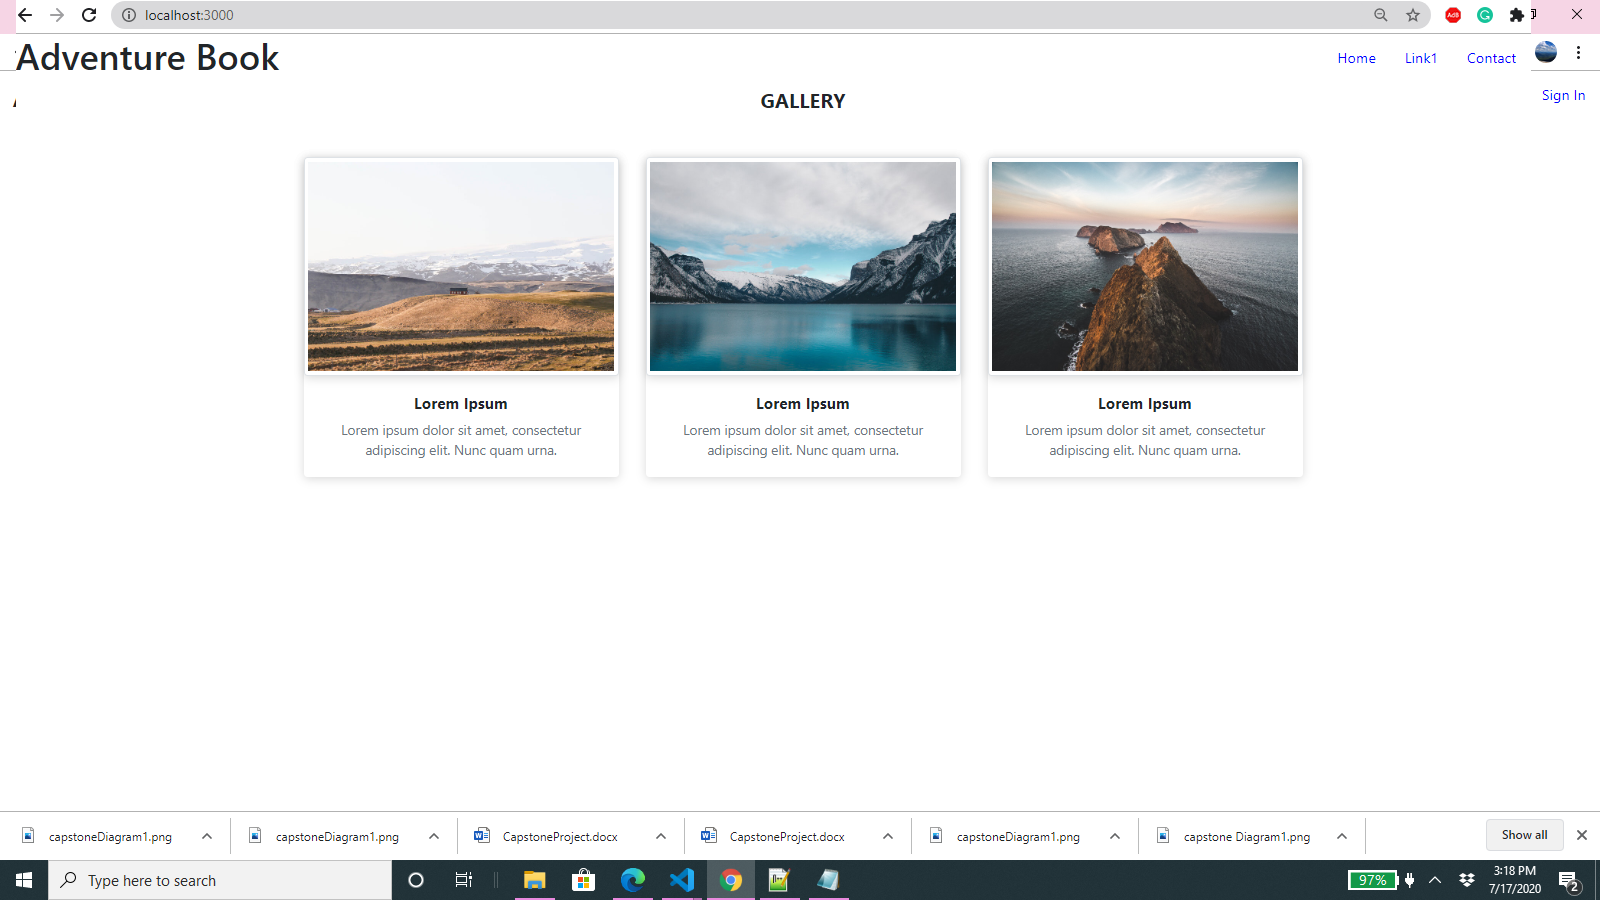 localhost:3000
Adventure Book
Home Link1 Contact
Sign In
GALLERY
Lorem Ipsum
Lorem ipsum dolor sit amet, consectetur
adipiscing elit. Nunc quam urna.
Lorem Ipsum
Lorem ipsum dolor sit amet, consectetur
adipiscing elit. Nunc quam urna.
Lorem Ipsum
Lorem ipsum dolor sit amet, consectetur
adipiscing elit. Nunc quam urna.
capstoneDiagram1.png
capstoneDiagram1.png
CapstoneProject.docx
CapstoneProject.docx
capstoneDiagram1.png
capstone Diagram1.png
Show all
Type here to search
97%
3:18 PM
7/17/2020
2